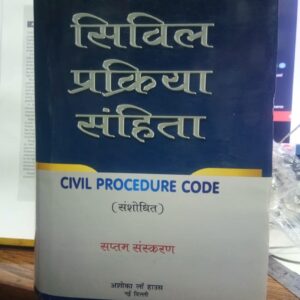 सिविल
प्रक्रिया
संहिता
CIVIL PROCEDURE CODE
(संशोधित)
सप्तम संस्करण
अशोका लॉ हाउस
नई दिल्ली